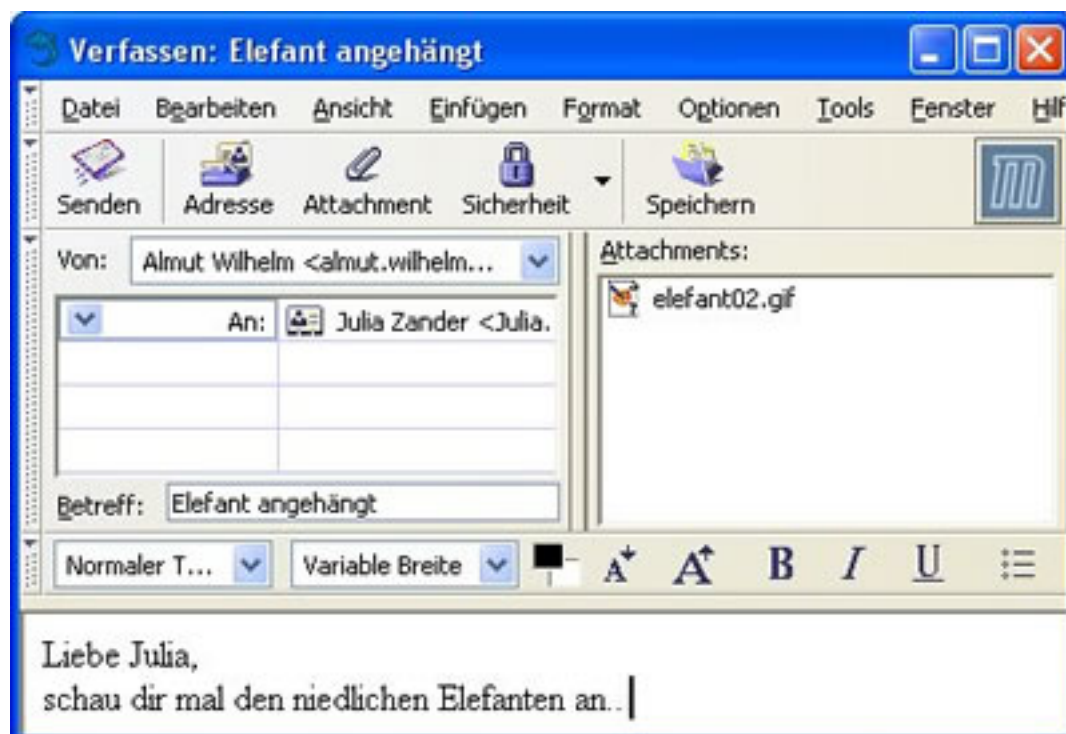 Verfassen: Elefant angehängt
Datei Bearbeiten Ansicht Einfügen Format Optionen Tools Fenster Hilf
Senden Adresse Attachment Sicherheit Speichern
Von: Almut Wilhelm <almut.wilhelm...
Attachments:
elefant02.gif
An: Julia Zander <Julia.
Betreff: Elefant angehängt
Normaler T... Variable Breite A A B I U
Liebe Julia,
schau dir mal den niedlichen Elefanten an..